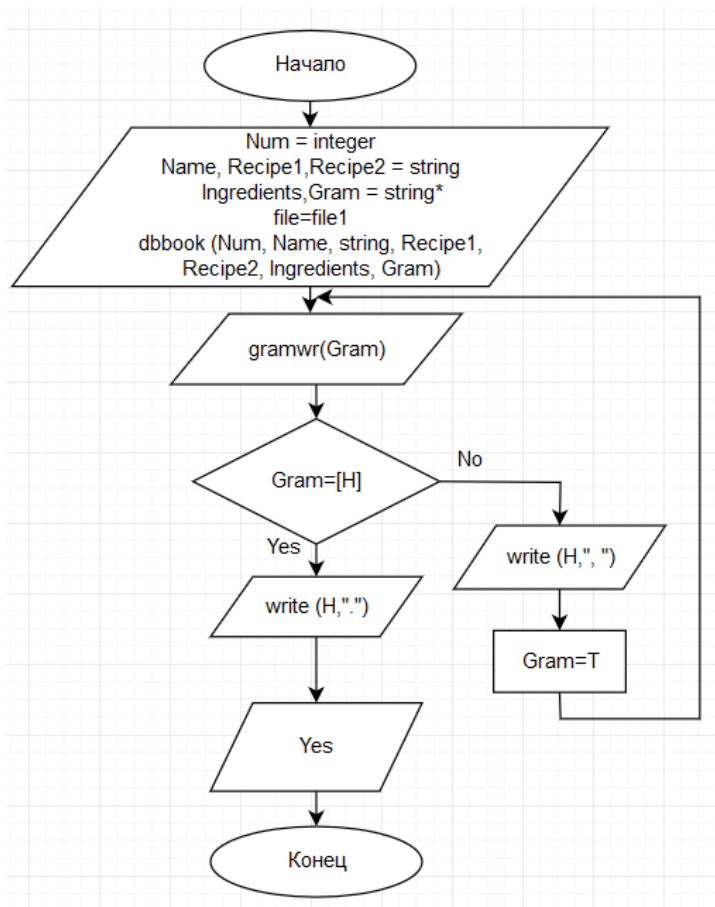 Начало
Num = integer
Name, Recipe1,Recipe2 = string
Ingredients,Gram = string*
file=file1
dbbook (Num, Name, string, Recipe1,
Recipe2, Ingredients, Gram)
gramwr(Gram)
Gram=[H]
No
Yes
write (H,", ")
write (H,".")
Gram=T
Yes
Конец